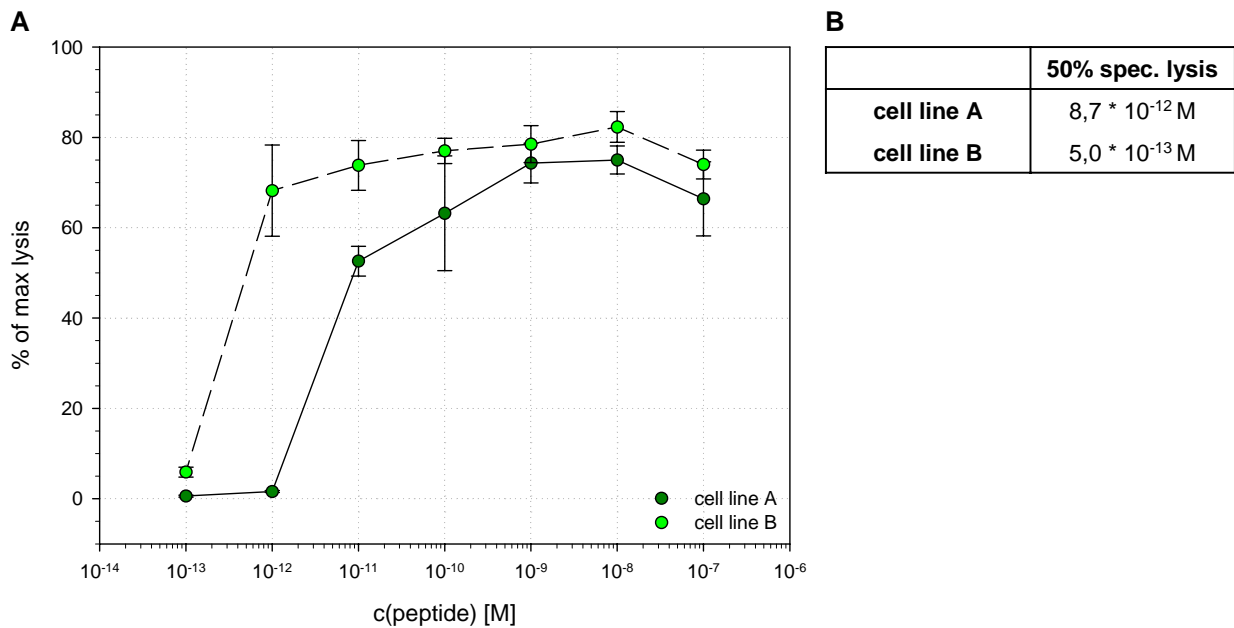 A
100
80
60
40
20
0
% of max lysis
10-14 10-13 10-12 10-11 10-10 10-9 10-8 10-7 10-6
c(peptide) [M]
cell line A
cell line B
B
50% spec. lysis
cell line A 8,7 * 10-12 M
cell line B 5,0 * 10-13 M